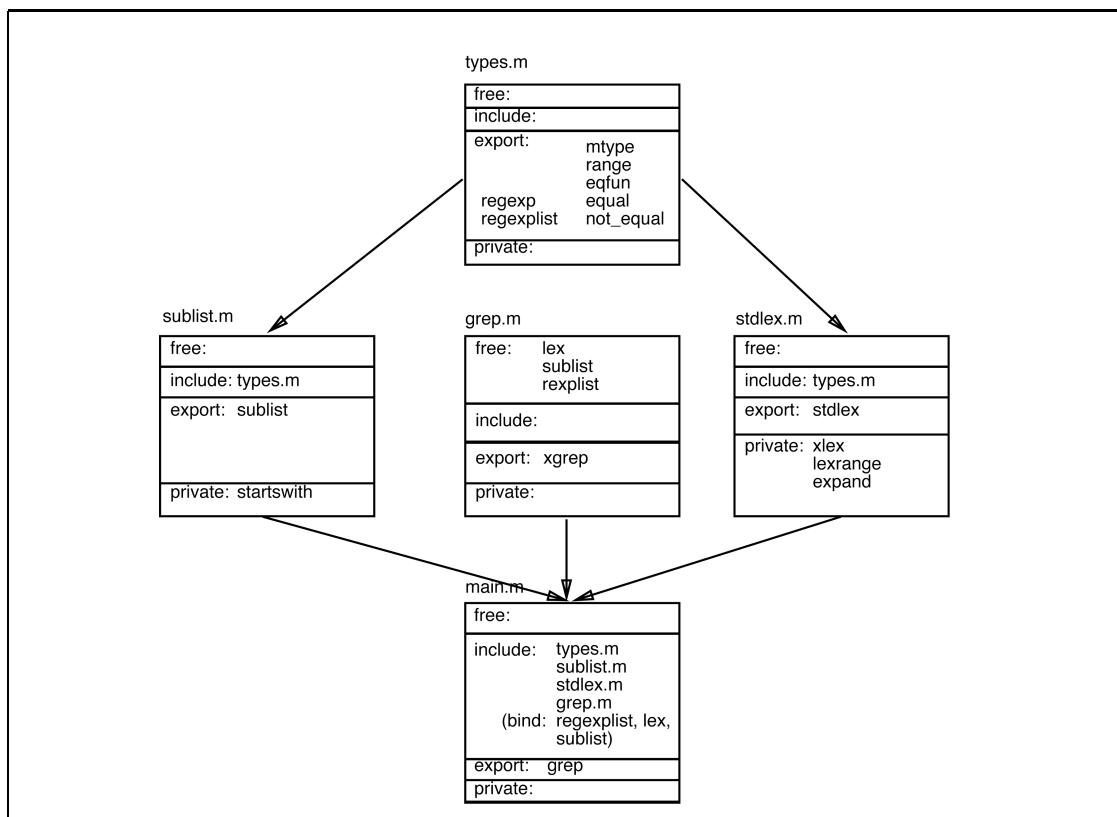 types.m
free:
include:
export: mtype
range
eqfun
regexp equal
regexplist not_equal
private:
sublist.m
free:
include: types.m
export: sublist
private: startswith
grep.m
free: lex
sublist
rexplist
include:
export: xgrep
private:
stdlex.m
free:
include: types.m
export: stdlex
private: xlex
lexrange
expand
main.m
free:
include: types.m
sublist.m
stdlex.m
grep.m
(bind: regexplist, lex,
sublist)
export: grep
private: